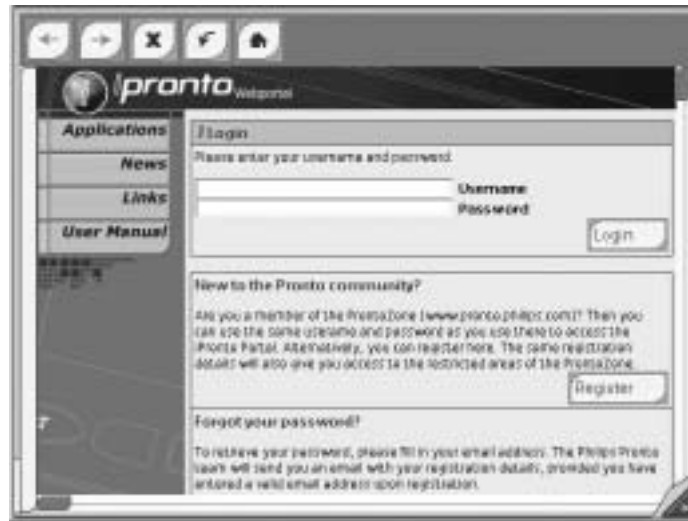 ipronto Webportal
Applications
News
Links
User Manual
Login
Please enter your username and password.
Username
Password
Login
New to the Pronto community?
Are you a member of the ProntoZone (www.pronto.philips.com)? Then you
can use the same username and password as you use there to access the
iPronto Portal. Alternatively, you can register here. The same registration
details will also give you access to the restricted areas of the ProntoZone.
Register
Forgot your password?
To retrieve your password, please fill in your email address. The Philips Pronto
team will send you an email with your registration details, provided you have
entered a valid email address upon registration.